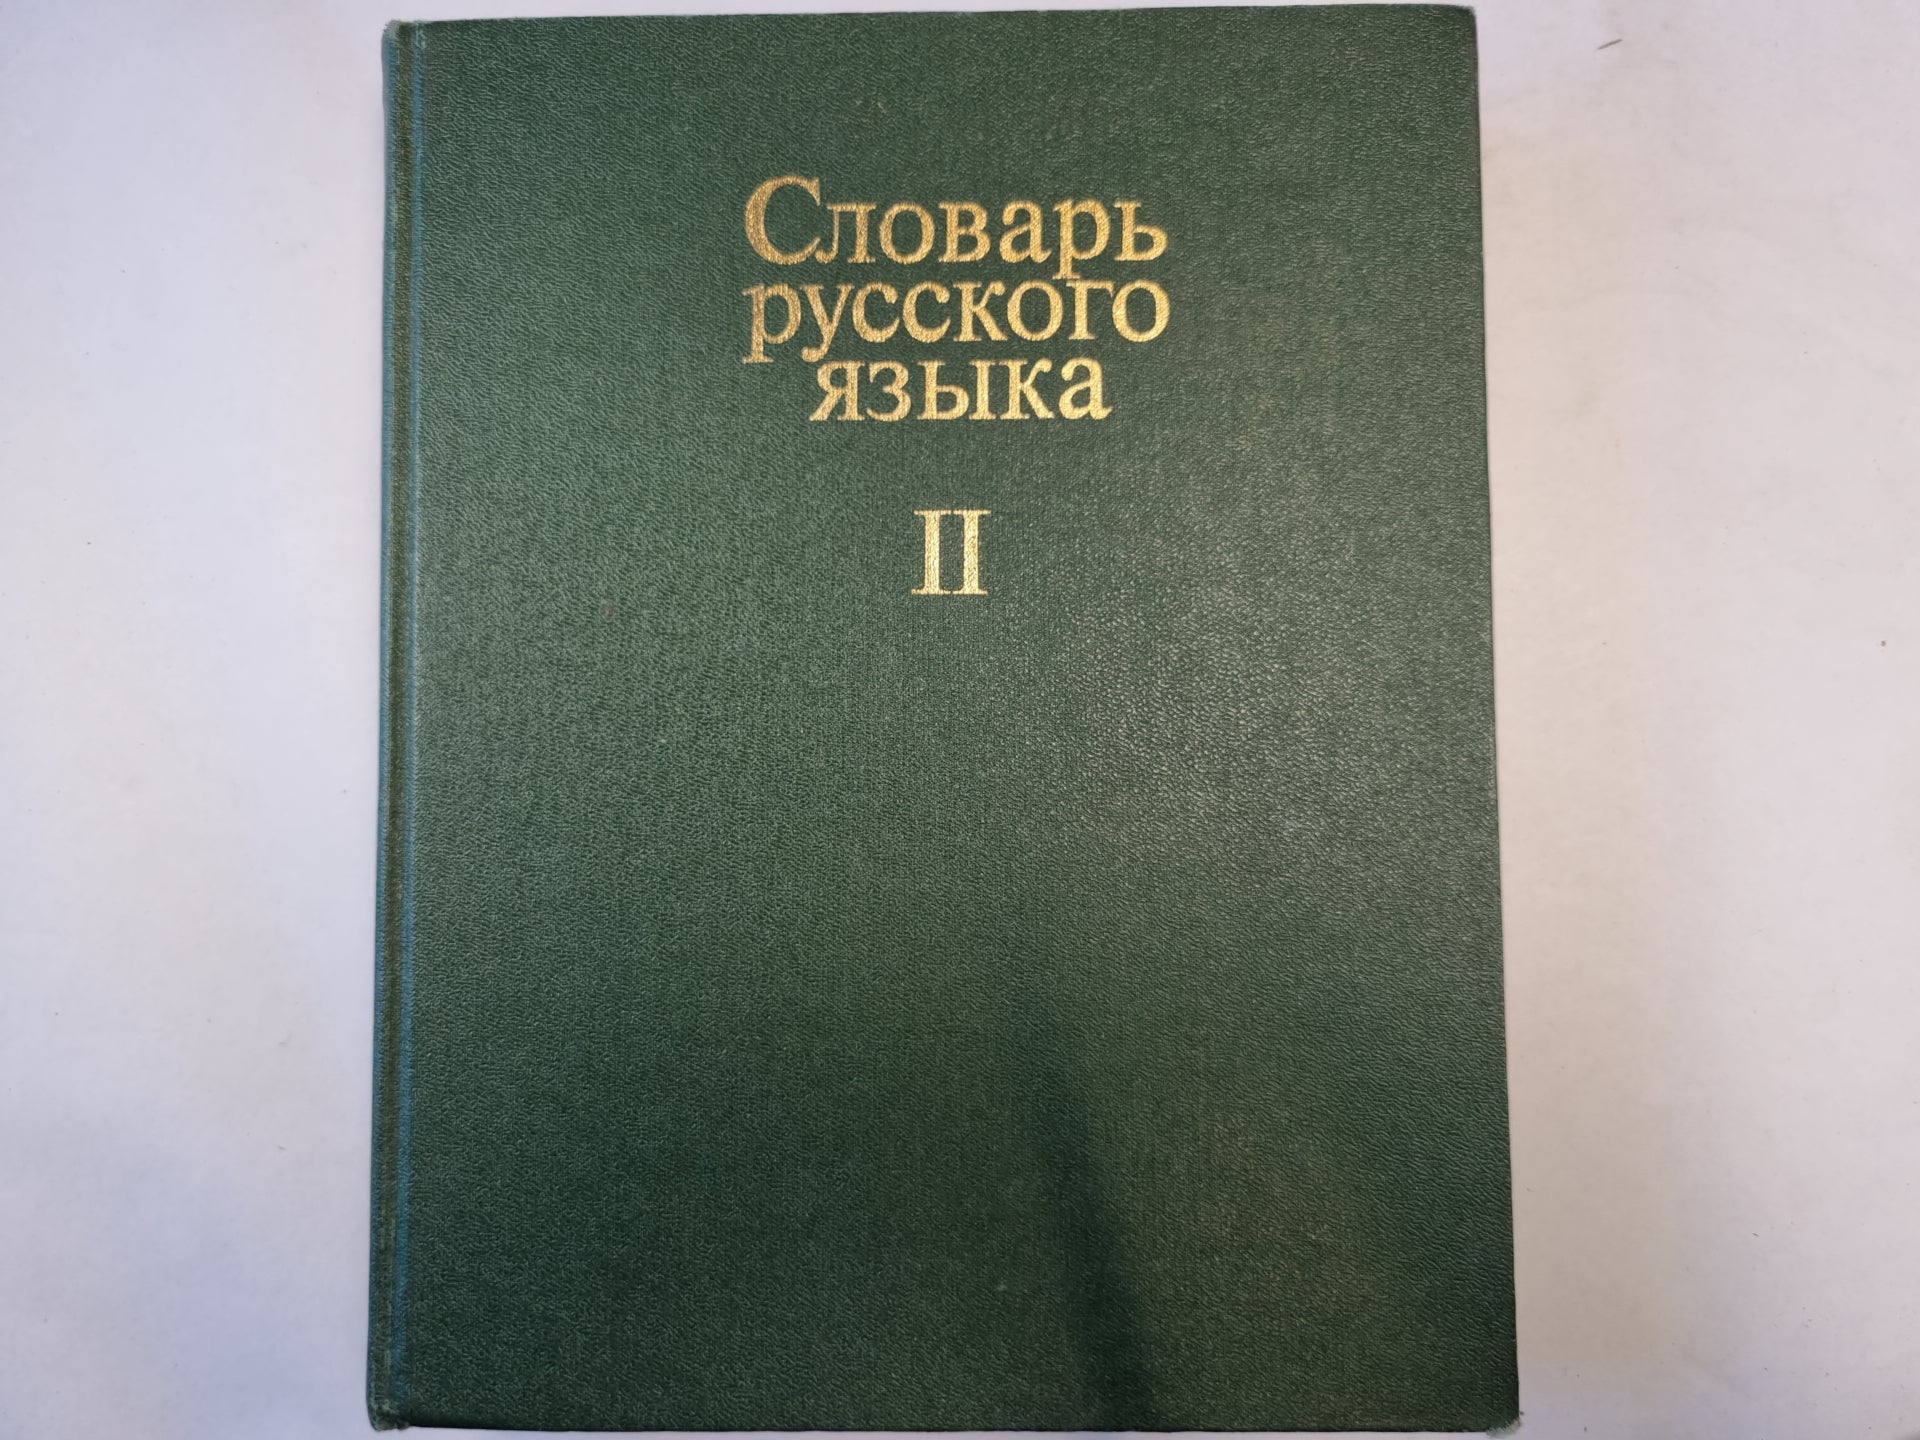 Словарь
русского
языка
II